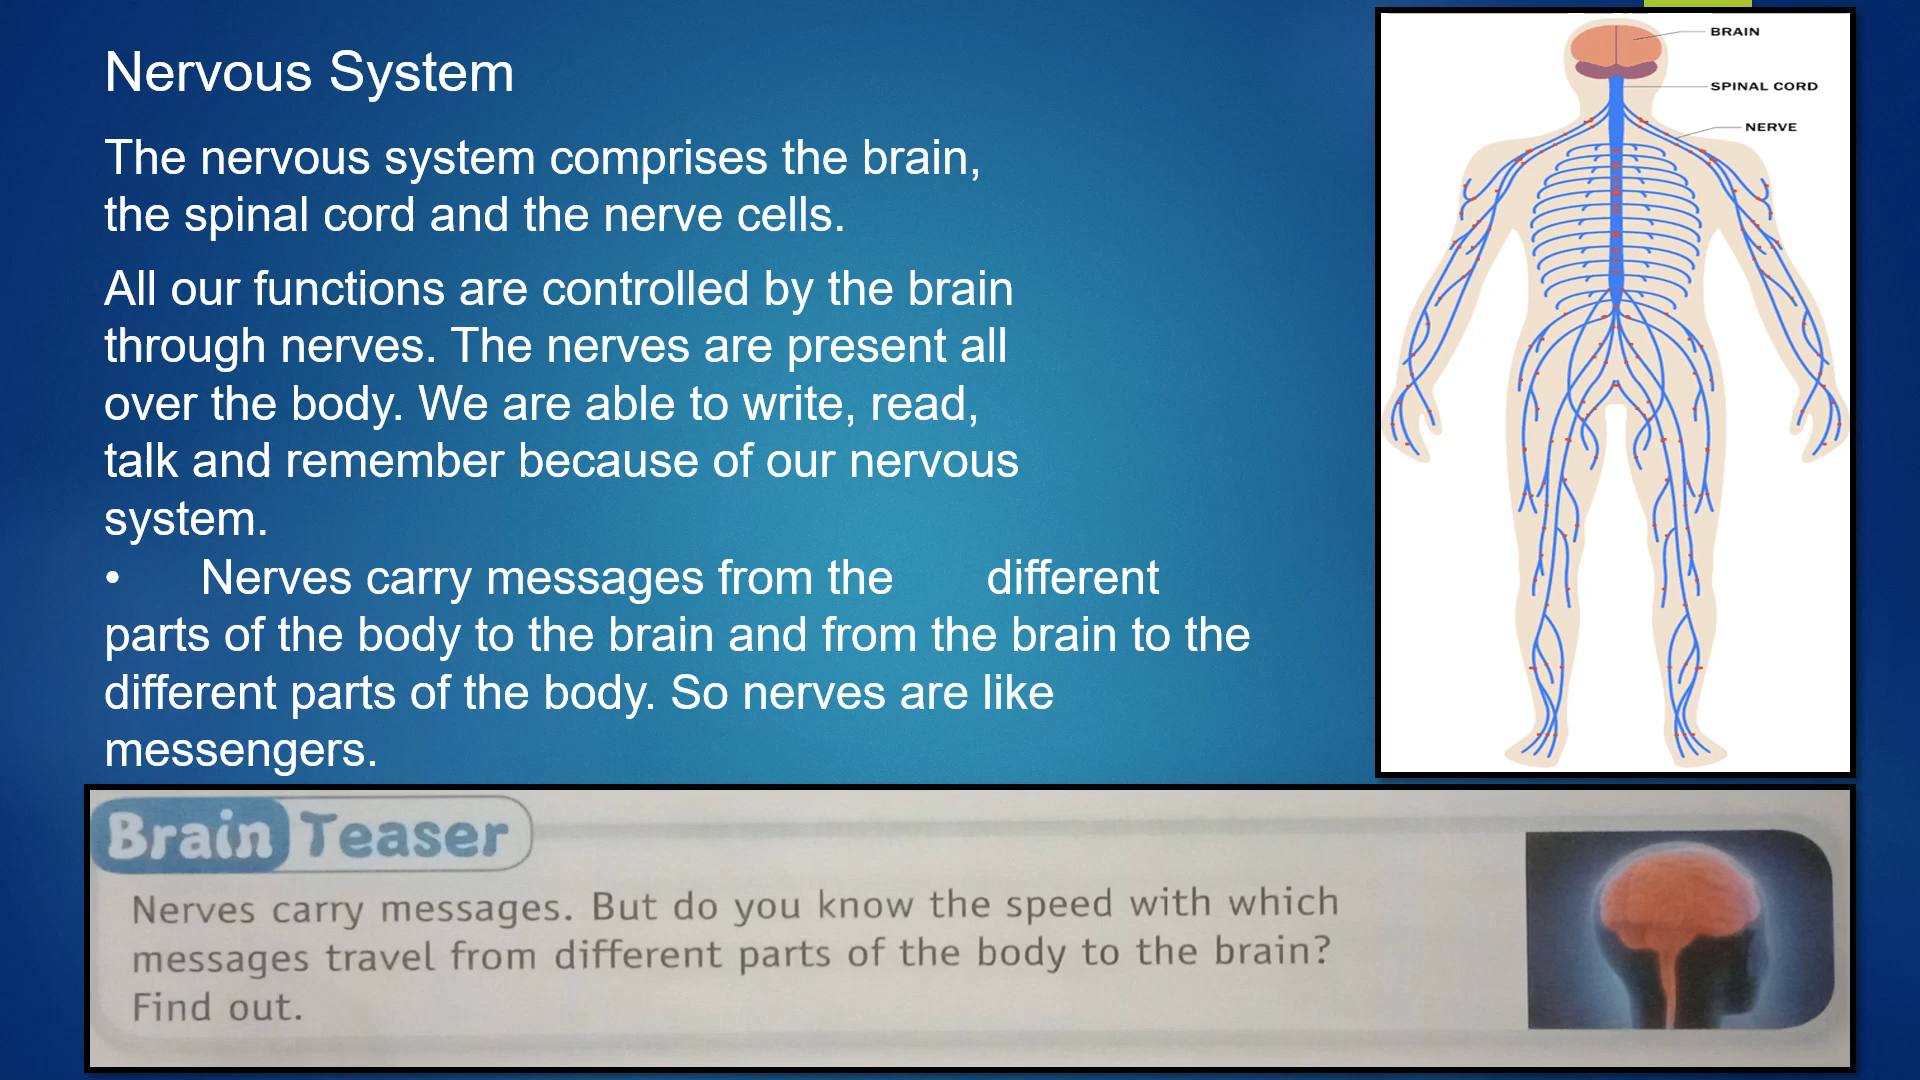 Nervous System
The nervous system comprises the brain,
the spinal cord and the nerve cells.
All our functions are controlled by the brain
through nerves. The nerves are present all
over the body. We are able to write, read,
talk and remember because of our nervous
system.
• Nerves carry messages from the different
parts of the body to the brain and from the brain to the
different parts of the body. So nerves are like
messengers.
BRAIN
SPINAL CORD
NERVE
Brain Teaser
Nerves carry messages. But do you know the speed with which
messages travel from different parts of the body to the brain?
Find out.